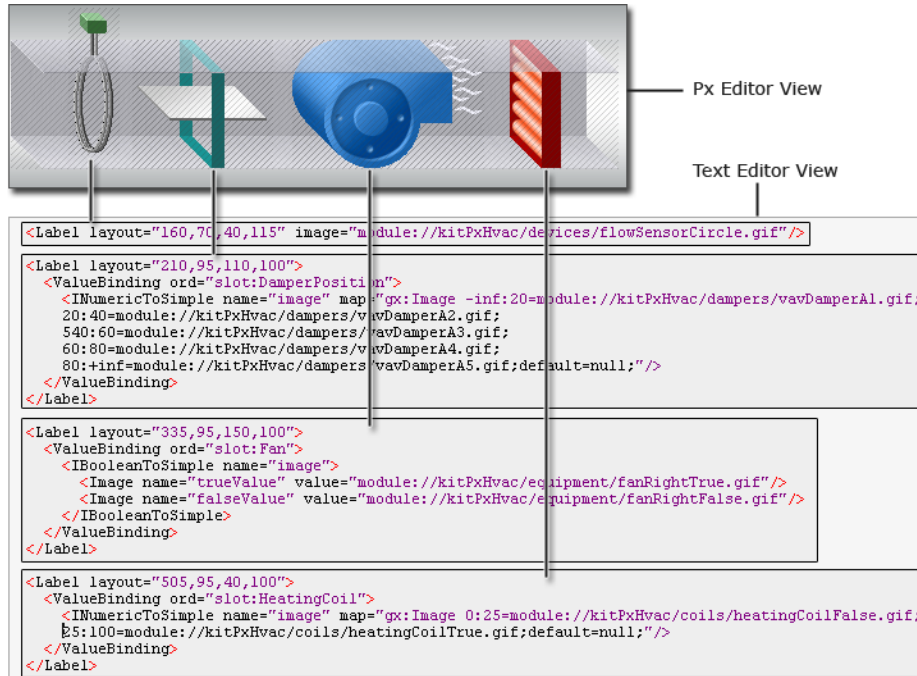 Px Editor View
Text Editor View
<Label layout="160,70,40,115" image="module://kitPxHvac/devices/flowSensorCircle.gif"/>
<Label layout="210,95,110,100">
<ValueBinding ord="slot:DamperPosition">
<INumericToSimple name="image" map="gx:Image -inf:20=module://kitPxHvac/dampers/vavDamperA1.gif;
20:40=module://kitPxHvac/dampers/vavDamperA2.gif;
540:60=module://kitPxHvac/dampers/vavDamperA3.gif;
60:80=module://kitPxHvac/dampers/vavDamperA4.gif;
80:+inf=module://kitPxHvac/dampers/vavDamperA5.gif;default=null;"/>
</ValueBinding>
</Label>
<Label layout="335,95,150,100">
<ValueBinding ord="slot:Fan">
<IBooleanToSimple name="image">
<Image name="trueValue" value="module://kitPxHvac/equipment/fanRightTrue.gif"/>
<Image name="falseValue" value="module://kitPxHvac/equipment/fanRightFalse.gif"/>
</IBooleanToSimple>
</ValueBinding>
</Label>
<Label layout="505,95,40,100">
<ValueBinding ord="slot:HeatingCoil">
<INumericToSimple name="image" map="gx:Image 0:25=module://kitPxHvac/coils/heatingCoilFalse.gif;
25:100=module://kitPxHvac/coils/heatingCoilTrue.gif;default=null;"/>
</ValueBinding>
</Label>